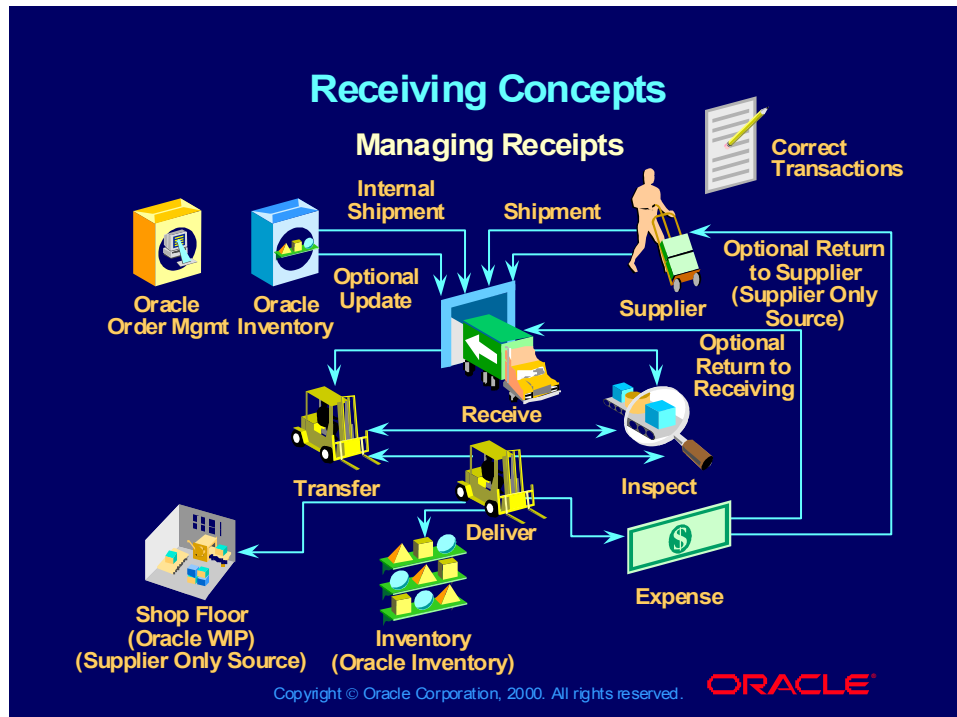 Receiving Concepts
Managing Receipts
Correct
Transactions
Internal
Shipment
Shipment
Optional
Update
Oracle
Order Mgmt
Oracle
Inventory
Supplier
Optional Return
to Supplier
(Supplier Only
Source)
Optional
Return to
Receiving
Receive
Transfer
Inspect
Deliver
$
Expense
Shop Floor
(Oracle WIP)
(Supplier Only Source)
Inventory
(Oracle Inventory)
Copyright © Oracle Corporation, 2000. All rights reserved.
ORACLE®